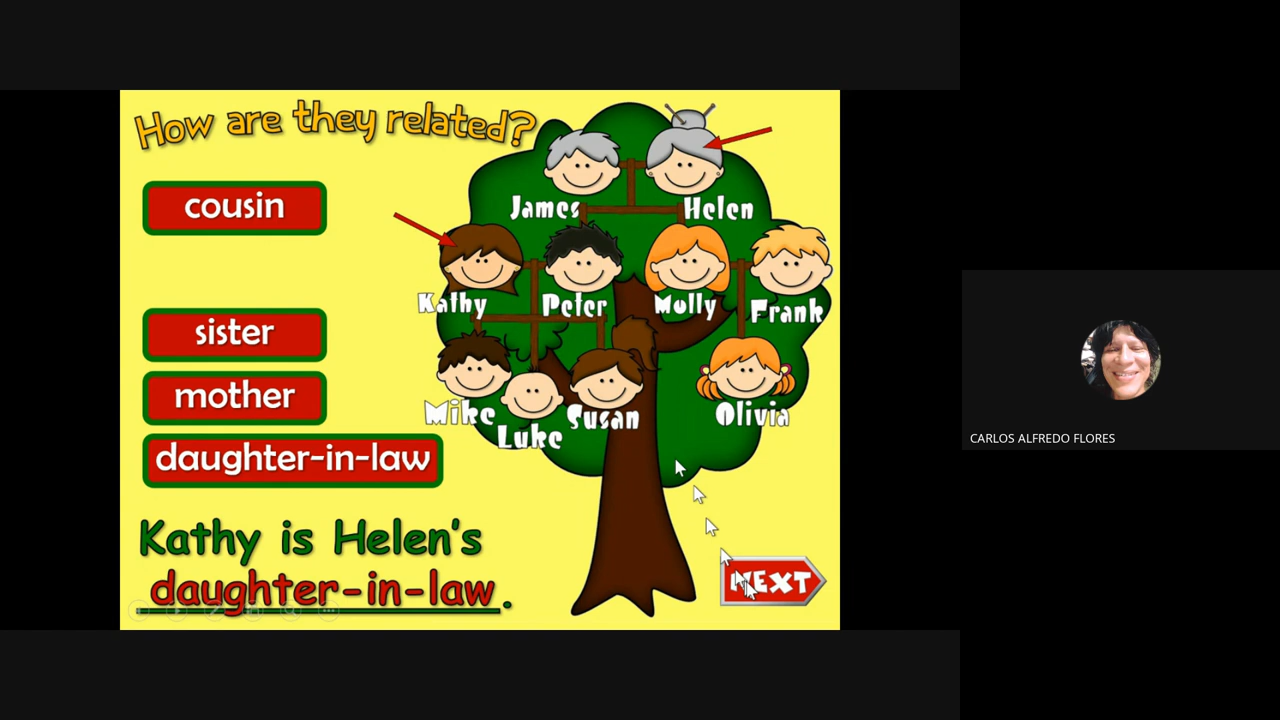 How are they related?
cousin
sister
mother
daughter-in-law
James
Helen
Kathy
Peter
Molly
Frank
Mike
Luke
Susan
Olivia
Kathy is Helen's
daughter-in-law.
NEXT
CARLOS ALFREDO FLORES